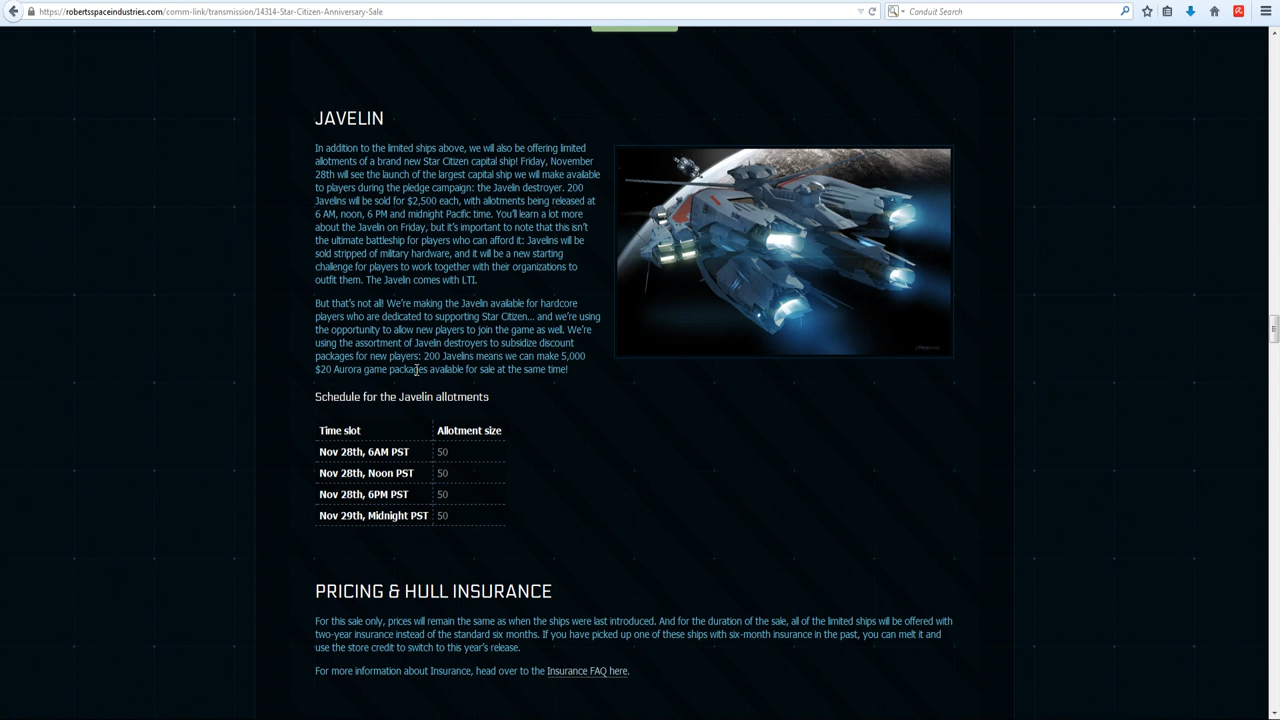 https://robertsspaceindustries.com/comm-link/transmission/14314-Star-Citizen-Anniversary-Sale
Conduit Search
JAVELIN
In addition to the limited ships above, we will also be offering limited
allotments of a brand new Star Citizen capital ship! Friday, November
28th will see the launch of the largest capital ship we will make available
to players during the pledge campaign: the Javelin destroyer. 200
Javelins will be sold for $2,500 each, with allotments being released at
6 AM, noon, 6 PM and midnight Pacific time. You'll learn a lot more
about the Javelin on Friday, but it's important to note that this isn't
the ultimate battleship for players who can afford it: Javelins will be
sold stripped of military hardware, and it will be a new starting
challenge for players to work together with their organizations to
outfit them. The Javelin comes with LTI.
But that's not all! We're making the Javelin available for hardcore
players who are dedicated to supporting Star Citizen... and we're using
the opportunity to allow new players to join the game as well. We're
using the assortment of Javelin destroyers to subsidize discount
packages for new players: 200 Javelins means we can make 5,000
$20 Aurora game packages available for sale at the same time!
Schedule for the Javelin allotments
Time slot Allotment size
Nov 28th, 6AM PST 50
Nov 28th, Noon PST 50
Nov 28th, 6PM PST 50
Nov 29th, Midnight PST 50
PRICING & HULL INSURANCE
For this sale only, prices will remain the same as when the ships were last introduced. And for the duration of the sale, all of the limited ships will be offered with
two-year insurance instead of the standard six months. If you have picked up one of these ships with six-month insurance in the past, you can melt it and
use the store credit to switch to this year's release.
For more information about Insurance, head over to the Insurance FAQ here.